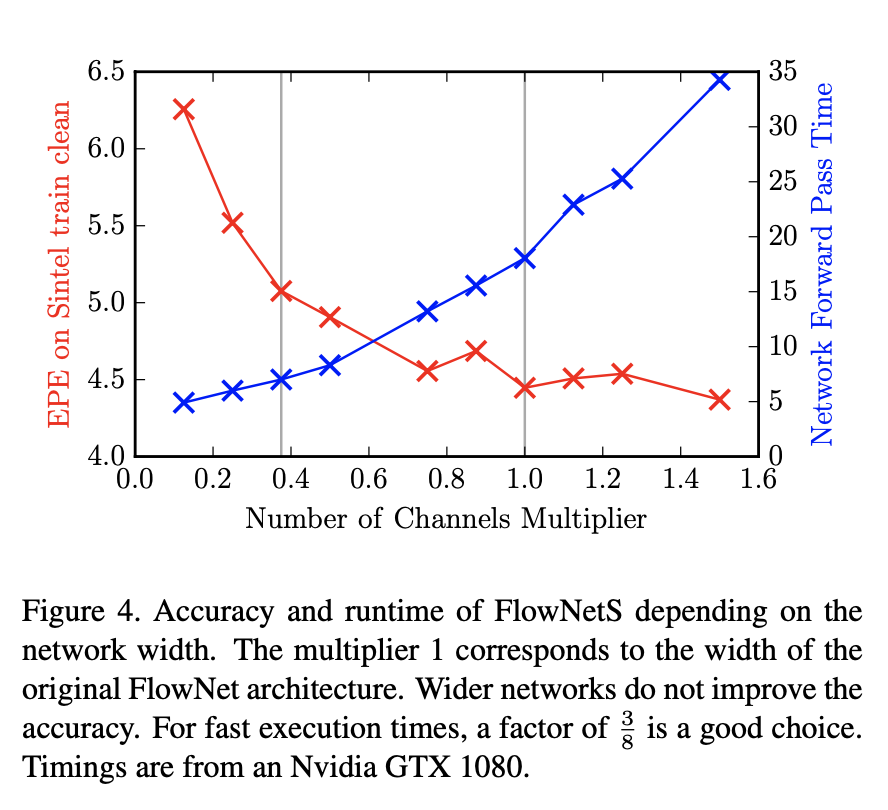 6.5
6.0
5.5
5.0
4.5
4.0
EPE on Sintel train clean
35
30
25
20
15
10
5
0
Network Forward Pass Time
0.0 0.2 0.4 0.6 0.8 1.0 1.2 1.4 1.6
Number of Channels Multiplier
Figure 4. Accuracy and runtime of FlowNetS depending on the
network width. The multiplier 1 corresponds to the width of the
original FlowNet architecture. Wider networks do not improve the
accuracy. For fast execution times, a factor of 3/8 is a good choice.
Timings are from an Nvidia GTX 1080.